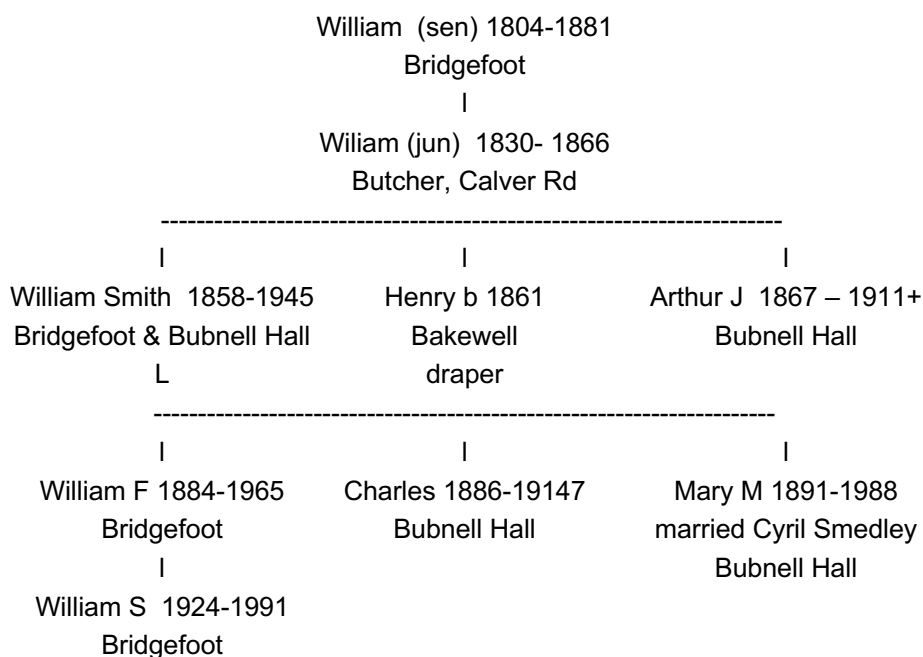 William (sen) 1804-1881
Bridgefoot
I
Wiliam (jun) 1830- 1866
Butcher, Calver Rd
----------------------------------------------------------------------
I I I
William Smith 1858-1945 Henry b 1861 Arthur J 1867 – 1911+
Bridgefoot & Bubnell Hall Bakewell Bubnell Hall
L draper
----------------------------------------------------------------------
I I I
William F 1884-1965 Charles 1886-19147 Mary M 1891-1988
Bridgefoot Bubnell Hall married Cyril Smedley
I Bubnell Hall
William S 1924-1991
Bridgefoot